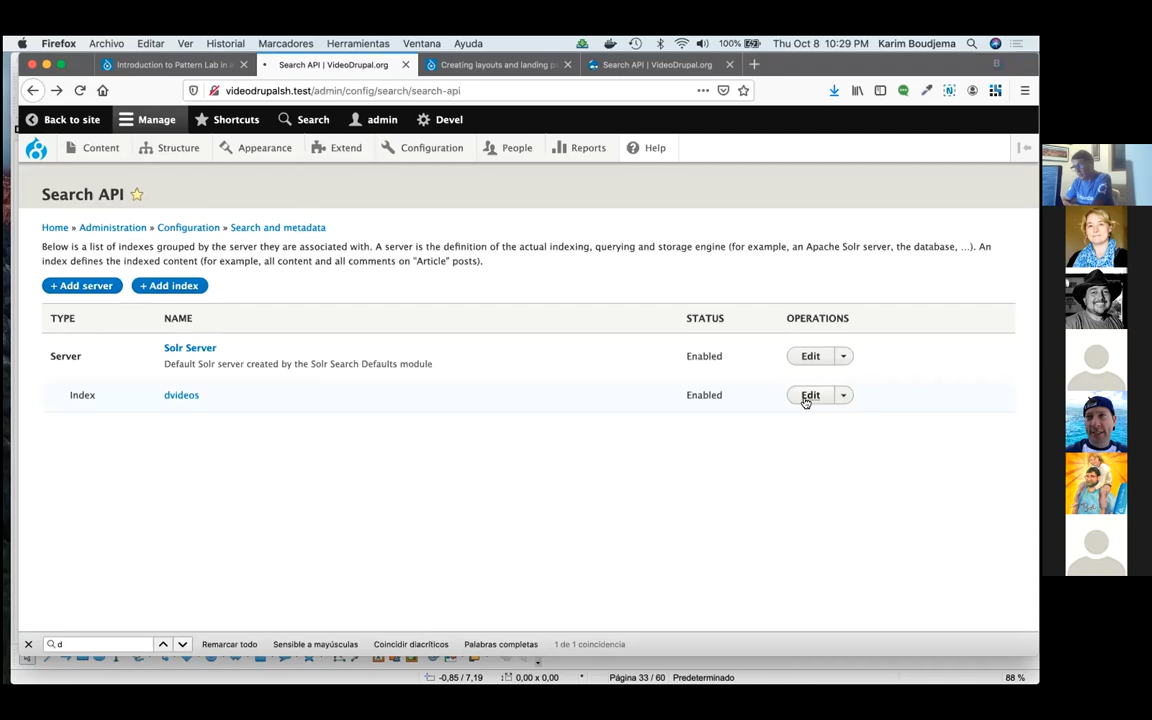 Firefox Archivo Editar Ver Historial Marcadores Herramientas Ventana Ayuda 100% Thu Oct 8 10:29 PM Karim Boudjema
Introduction to Pattern Lab in a Search API | VideoDrupal.org Creating layouts and landing p Search API | VideoDrupal.org
videodrupalsh.test/admin/config/search/search-api
Back to site Manage Shortcuts Search admin Devel
Content Structure Appearance Extend Configuration People Reports Help
Search API
Home » Administration » Configuration » Search and metadata
Below is a list of indexes grouped by the server they are associated with. A server is the definition of the actual indexing, querying and storage engine (for example, an Apache Solr server, the database, …). An
index defines the indexed content (for example, all content and all comments on "Article" posts).
+ Add server + Add index
TYPE NAME STATUS OPERATIONS
Server Solr Server Enabled Edit
Default Solr server created by the Solr Search Defaults module
Index dvideos Enabled Edit
d Remarcar todo Sensible a mayúsculas Coincidir diacríticos Palabras completas 1 de 1 coincidencia
-0,85 / 7,19 0,00 x 0,00 * Página 33 / 60 Predeterminado 88 %